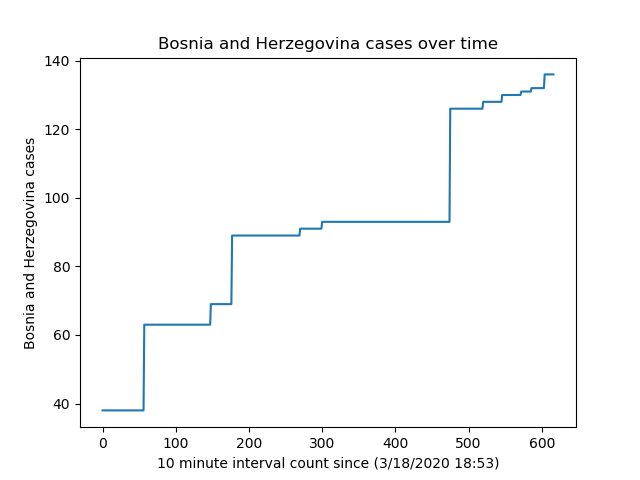 Bosnia and Herzegovina cases over time
140
120
100
80
60
40
Bosnia and Herzegovina cases
0 100 200 300 400 500 600
10 minute interval count since (3/18/2020 18:53)